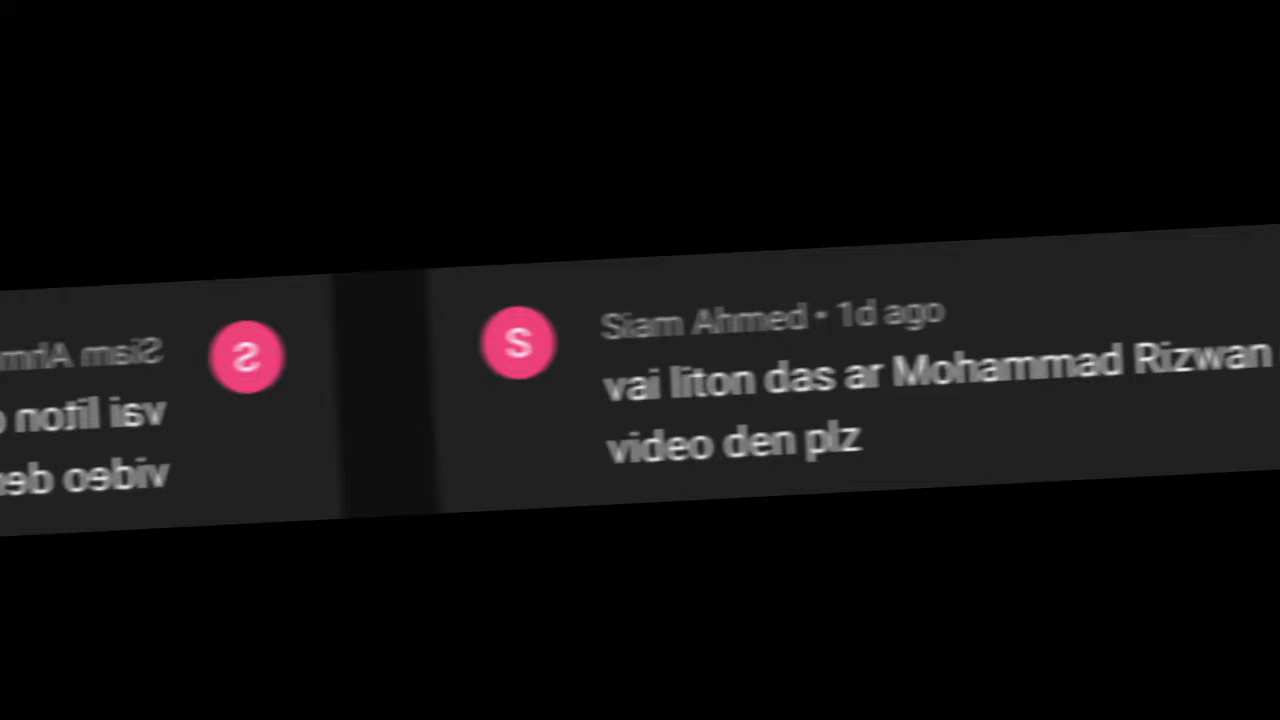 S
Siam Ahmed • 1d ago
vai liton das ar Mohammad Rizwan
video den plz